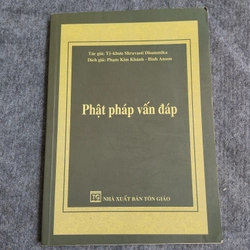 Tác giả: Tỳ-khưu Shravasti Dhammika
Dịch giả: Phạm Kim Khánh - Bình Anson
Phật pháp vấn đáp
TG
NHÀ XUẤT BẢN TÔN GIÁO